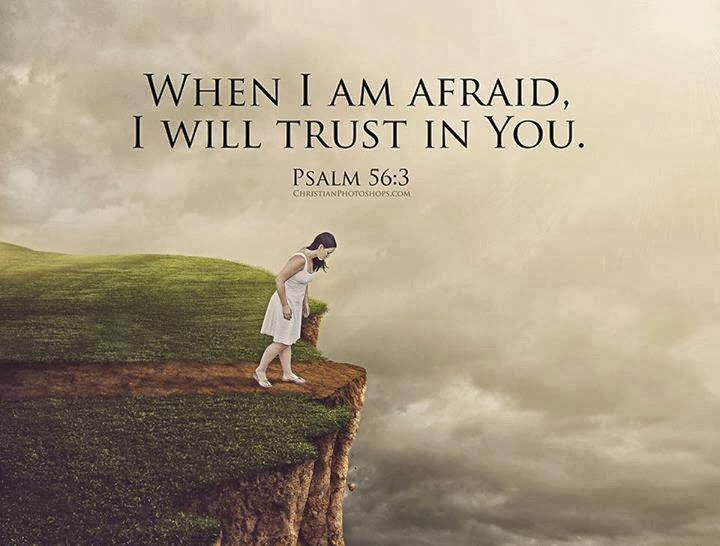 When I am afraid,
I will trust in You.
Psalm 56:3
ChristianPhotoshops.com